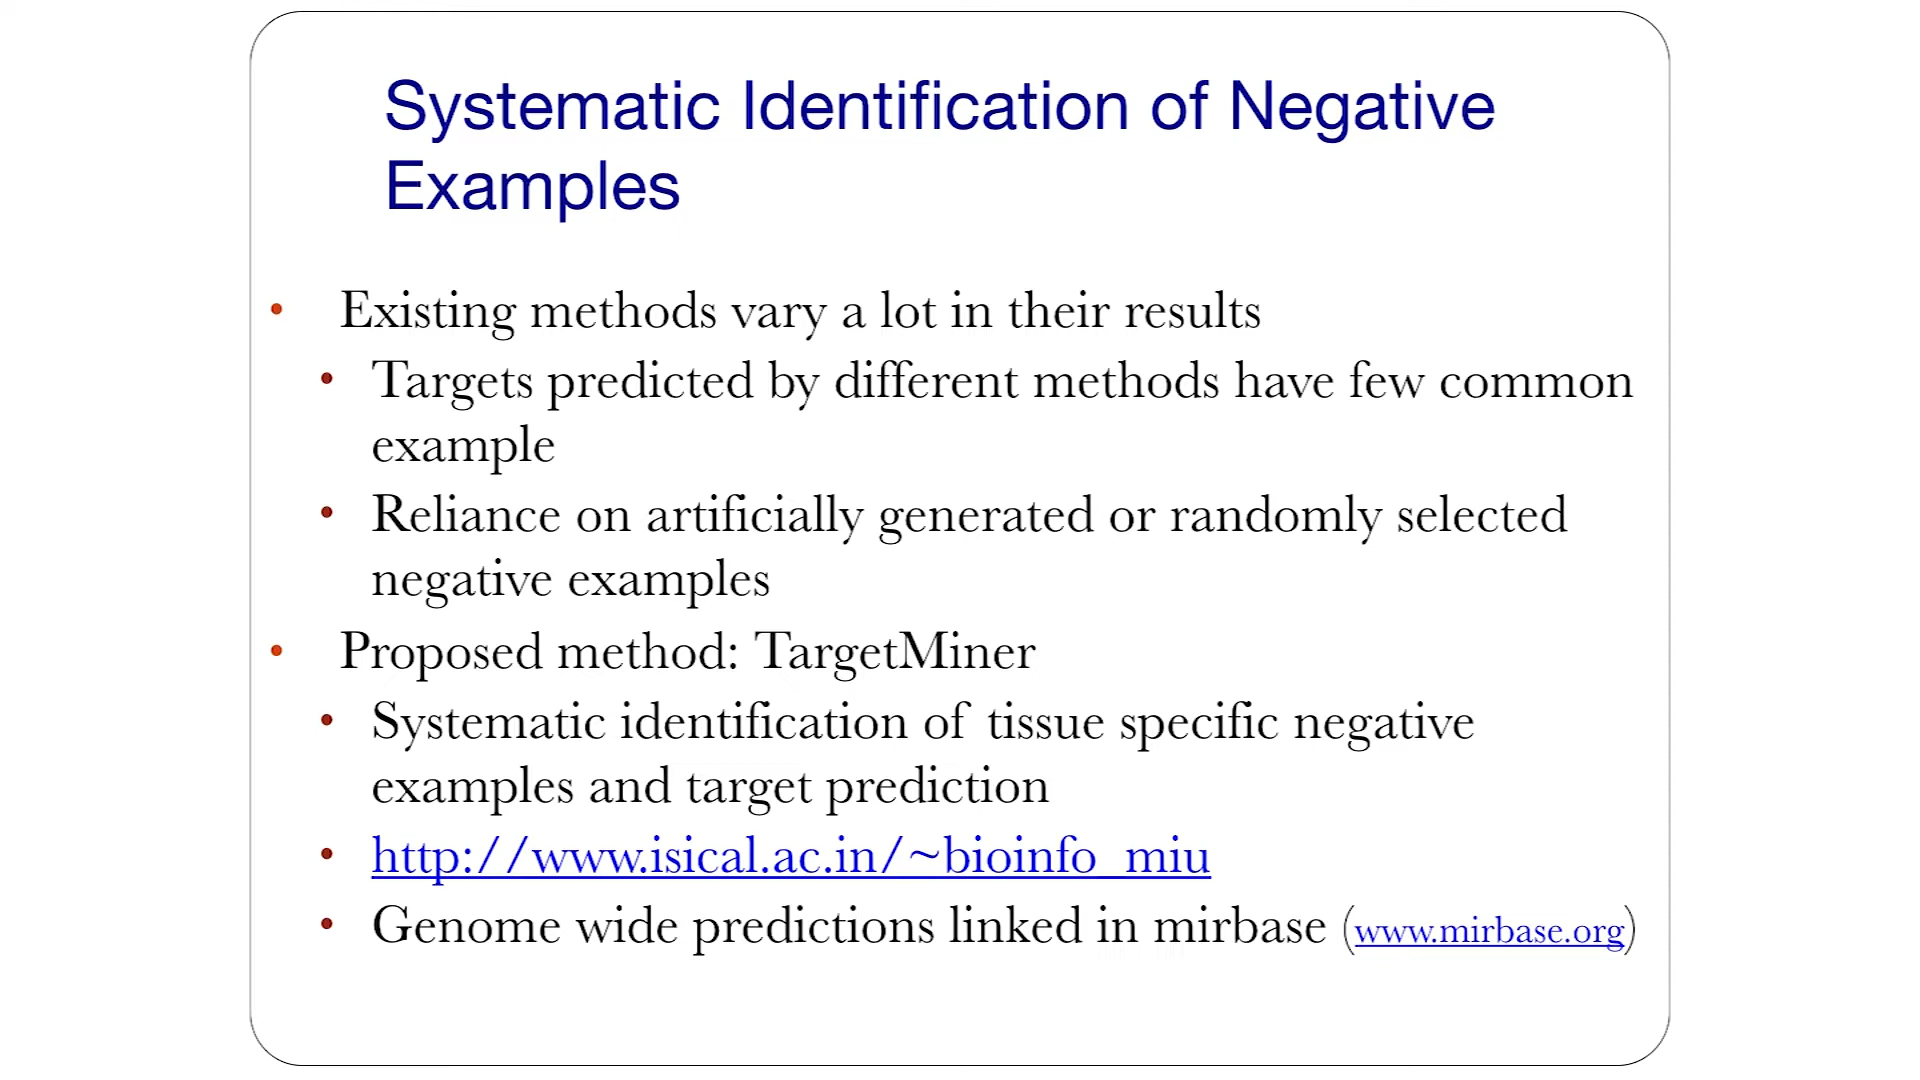 Systematic Identification of Negative
Examples
• Existing methods vary a lot in their results
• Targets predicted by different methods have few common
example
• Reliance on artificially generated or randomly selected
negative examples
• Proposed method: TargetMiner
• Systematic identification of tissue specific negative
examples and target prediction
• http://www.isical.ac.in/~bioinfo_miu
• Genome wide predictions linked in mirbase (www.mirbase.org)